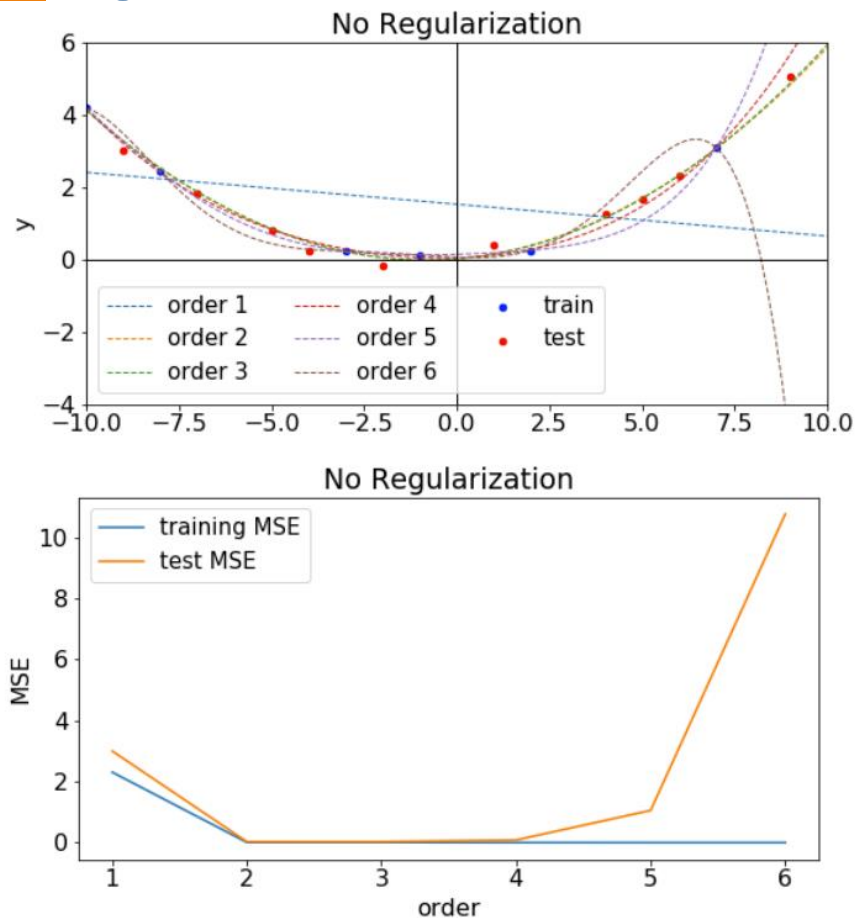 No Regularization
6
4
2
0
−2
−4
y
order 1
order 2
order 3
order 4
order 5
order 6
train
test
−10.0 −7.5 −5.0 −2.5 0.0 2.5 5.0 7.5 10.0
No Regularization
training MSE
test MSE
10
8
6
4
2
0
MSE
1 2 3 4 5 6
order